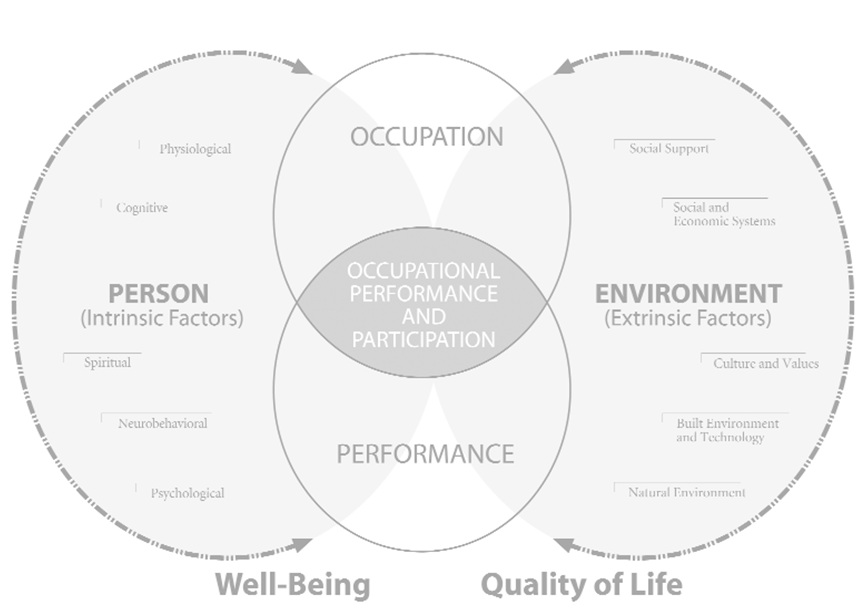 OCCUPATION
Physiological
Cognitive
PERSON
(Intrinsic Factors)
Spiritual
Neurobehavioral
Psychological
OCCUPATIONAL
PERFORMANCE
AND
PARTICIPATION
PERFORMANCE
Social Support
Social and
Economic Systems
ENVIRONMENT
(Extrinsic Factors)
Culture and Values
Built Environment
and Technology
Natural Environment
Well-Being
Quality of Life